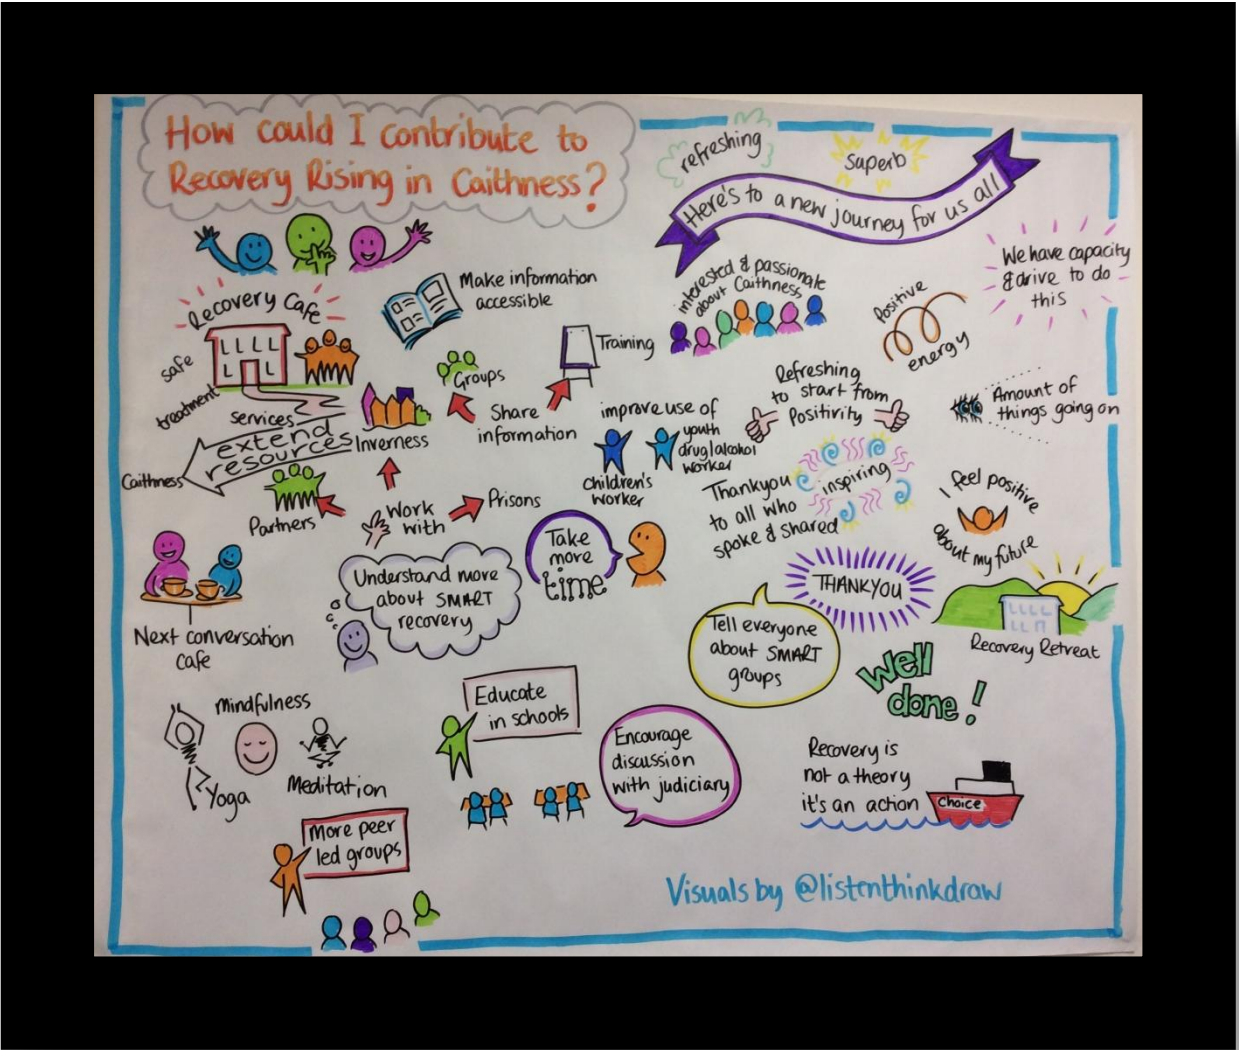 How could I contribute to
Recovery Rising in Caithness?
refreshing
Superb
Here's to a new journey for us all
We have capacity
& drive to do
this
Recovery Cafe
safe
treatment
services
extend
resources
Caithness
Inverness
Make information
accessible
Groups
Training
Share
information
interested & passionate
about Caithness
Positive
energy
Refreshing
to start from
Positivity
Amount of
things going on
improve use of
youth
drug/alcohol
worker
children's
worker
Partners
Work
with
Prisons
Thankyou
to all who
spoke & shared
inspiring
I feel positive
about my future
Take
more
time
Understand more
about SMART
recovery
Next conversation
cafe
THANKYOU
Tell everyone
about SMART
groups
Recovery Retreat
Well
done!
Mindfulness
Yoga
Meditation
Educate
in schools
Encourage
discussion
with judiciary
Recovery is
not a theory
it's an action
Choice
More peer
led groups
Visuals by @listenthinkdraw